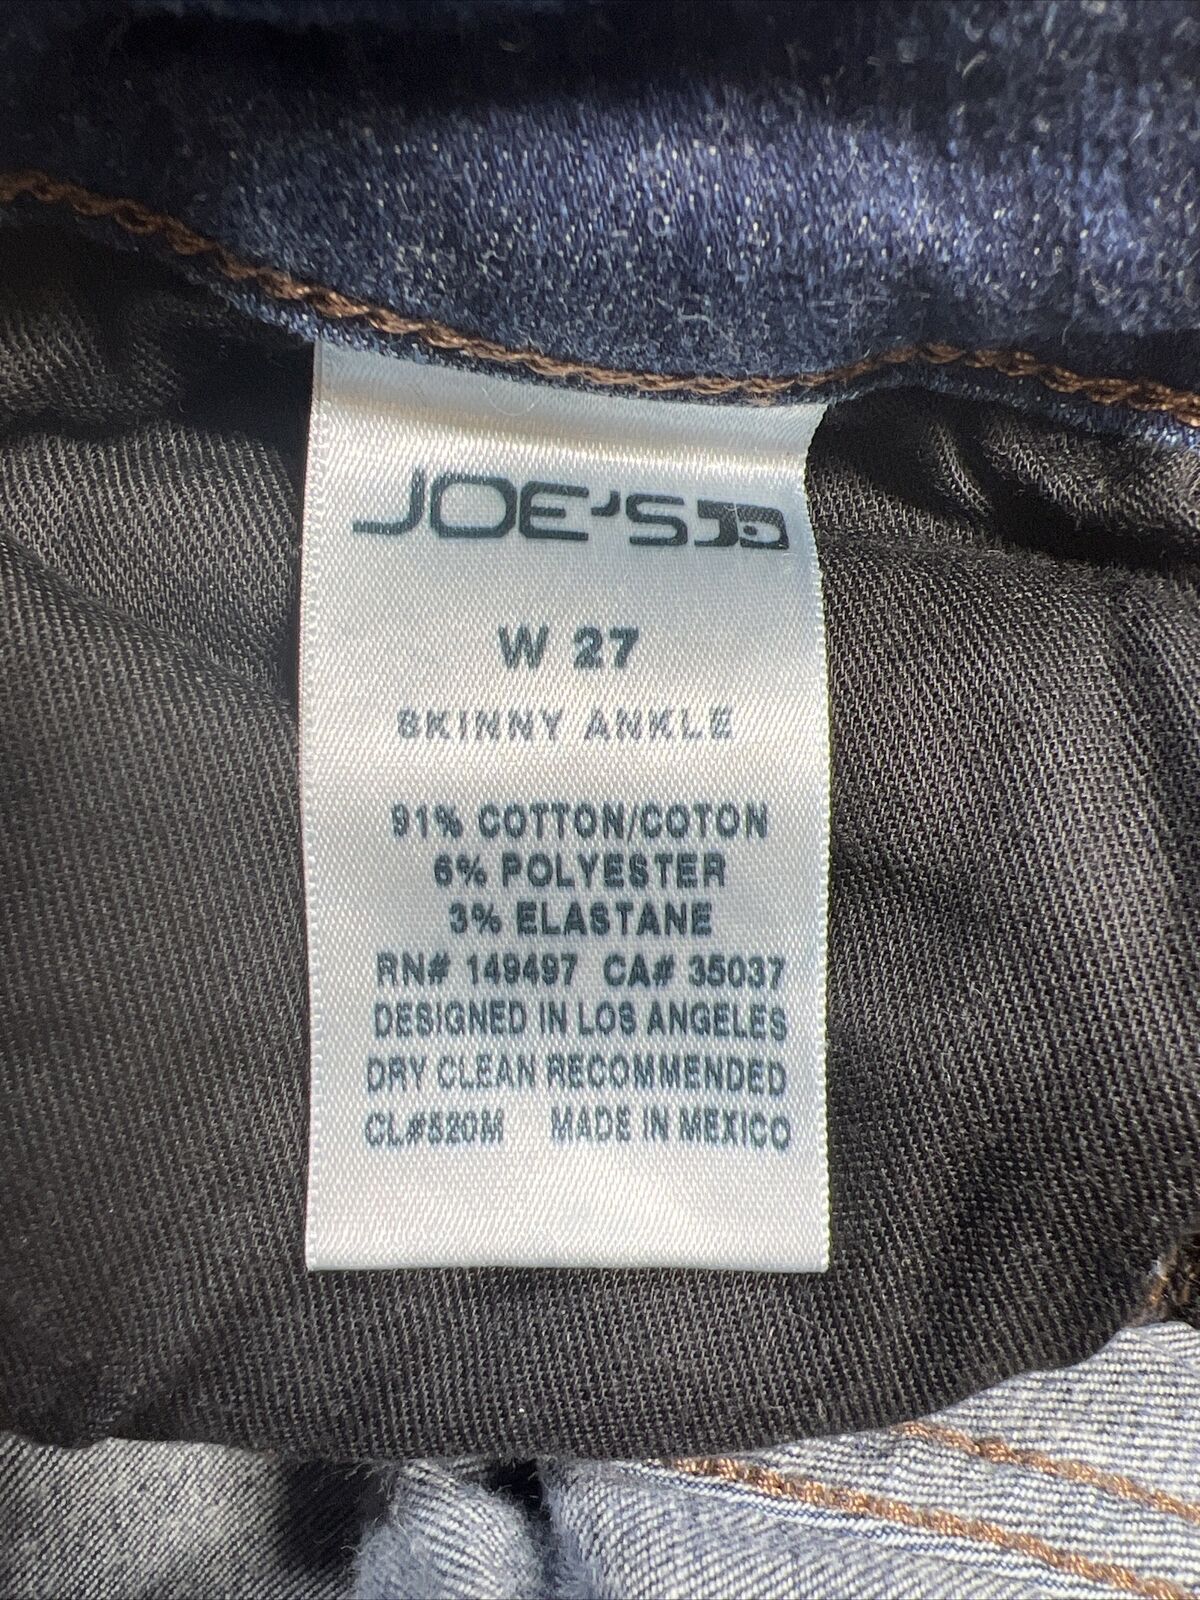 JOE'S
W 27
SKINNY ANKLE
91% COTTON/COTON
6% POLYESTER
3% ELASTANE
RN# 149497 CA# 35037
DESIGNED IN LOS ANGELES
DRY CLEAN RECOMMENDED
CL#520M MADE IN MEXICO